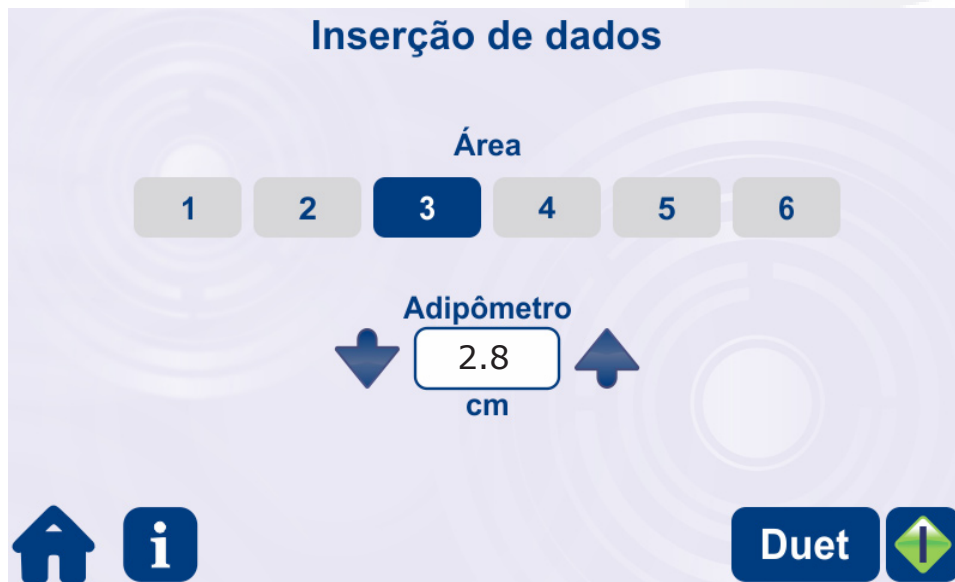 Inserção de dados
Área
1 2 3 4 5 6
Adipômetro
2.8
cm
i
Duet